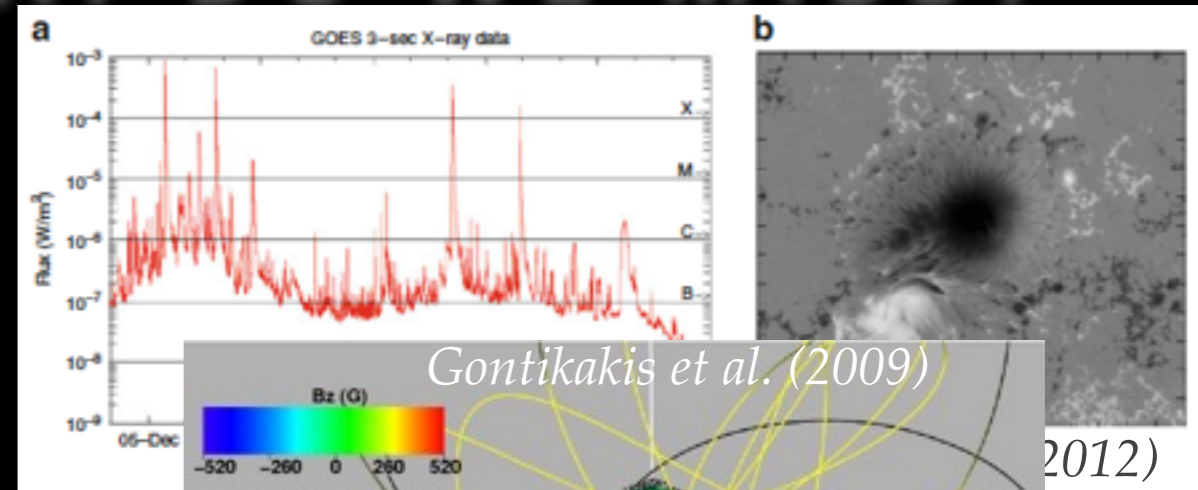 a
GOES 3-sec X-ray data
b
10⁻³
10⁻⁴
10⁻⁵
10⁻⁶
10⁻⁷
10⁻⁸
10⁻⁹
Flux (W/m²)
X
M
C
B
05-Dec
Gontikakis et al. (2009)
Bz (G)
-520 -260 0 260 520
2012)